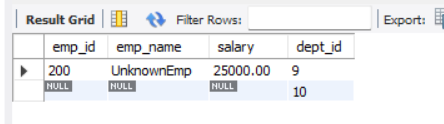 Result Grid Filter Rows: Export:
emp_id emp_name salary dept_id
200 UnknownEmp 25000.00 9
NULL NULL NULL 10